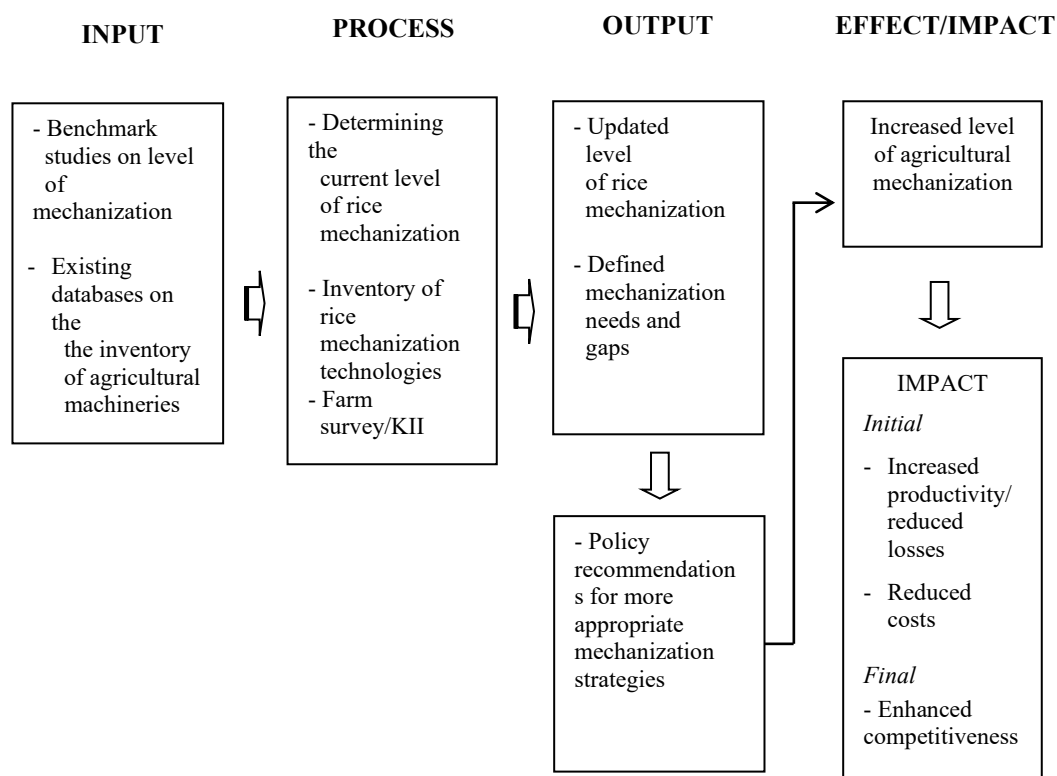 INPUT
PROCESS
OUTPUT
EFFECT/IMPACT
- Benchmark
studies on level
of
mechanization
- Existing
databases on
the
the inventory
of agricultural
machineries
- Determining
the
current level
of rice
mechanization
- Inventory of
rice
mechanization
technologies
- Farm
survey/KII
- Updated
level
of rice
mechanization
- Defined
mechanization
needs and
gaps
- Policy
recommendation
s for more
appropriate
mechanization
strategies
Increased level
of agricultural
mechanization
IMPACT
Initial
- Increased
productivity/
reduced
losses
- Reduced
costs
Final
- Enhanced
competitiveness